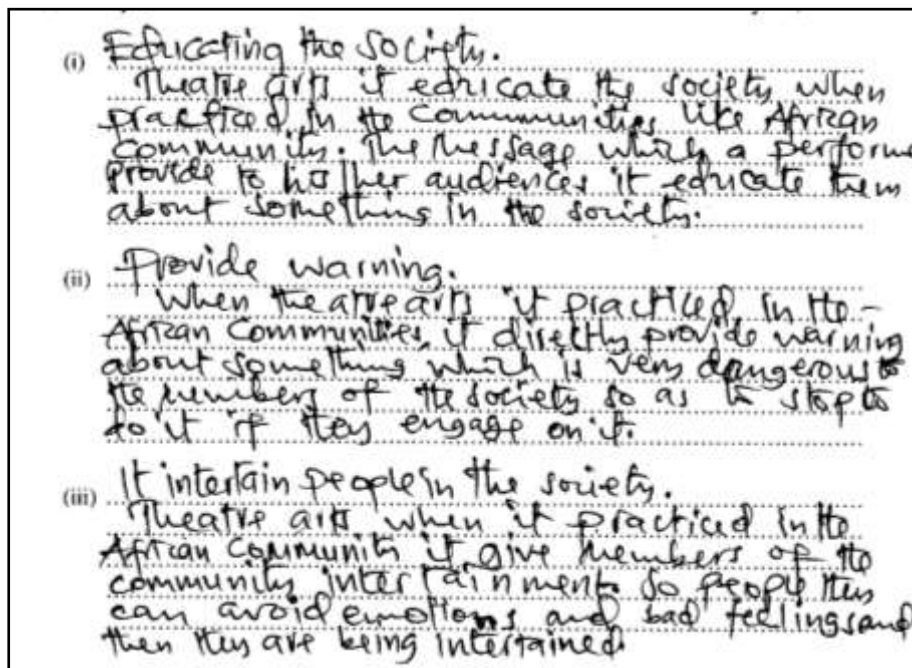 (i) Educating the society.
Theatre arts it educate the society when
practiced in the communities like African
community. The message which a performe
provide to his/her audiences it educate them
about something in the society.
(ii) Provide warning.
When theatre arts it practiced in the -
African communities, it directly provide warning
about something which is very dangerous to
the members of the society so as to stop to
do it if they engage on it.
(iii) It intertain people in the society.
Theatre arts when it practiced in the
African community it give members of the
community intertainment. So people they
can avoid emotions and bad feelings and
then they are being intertained.